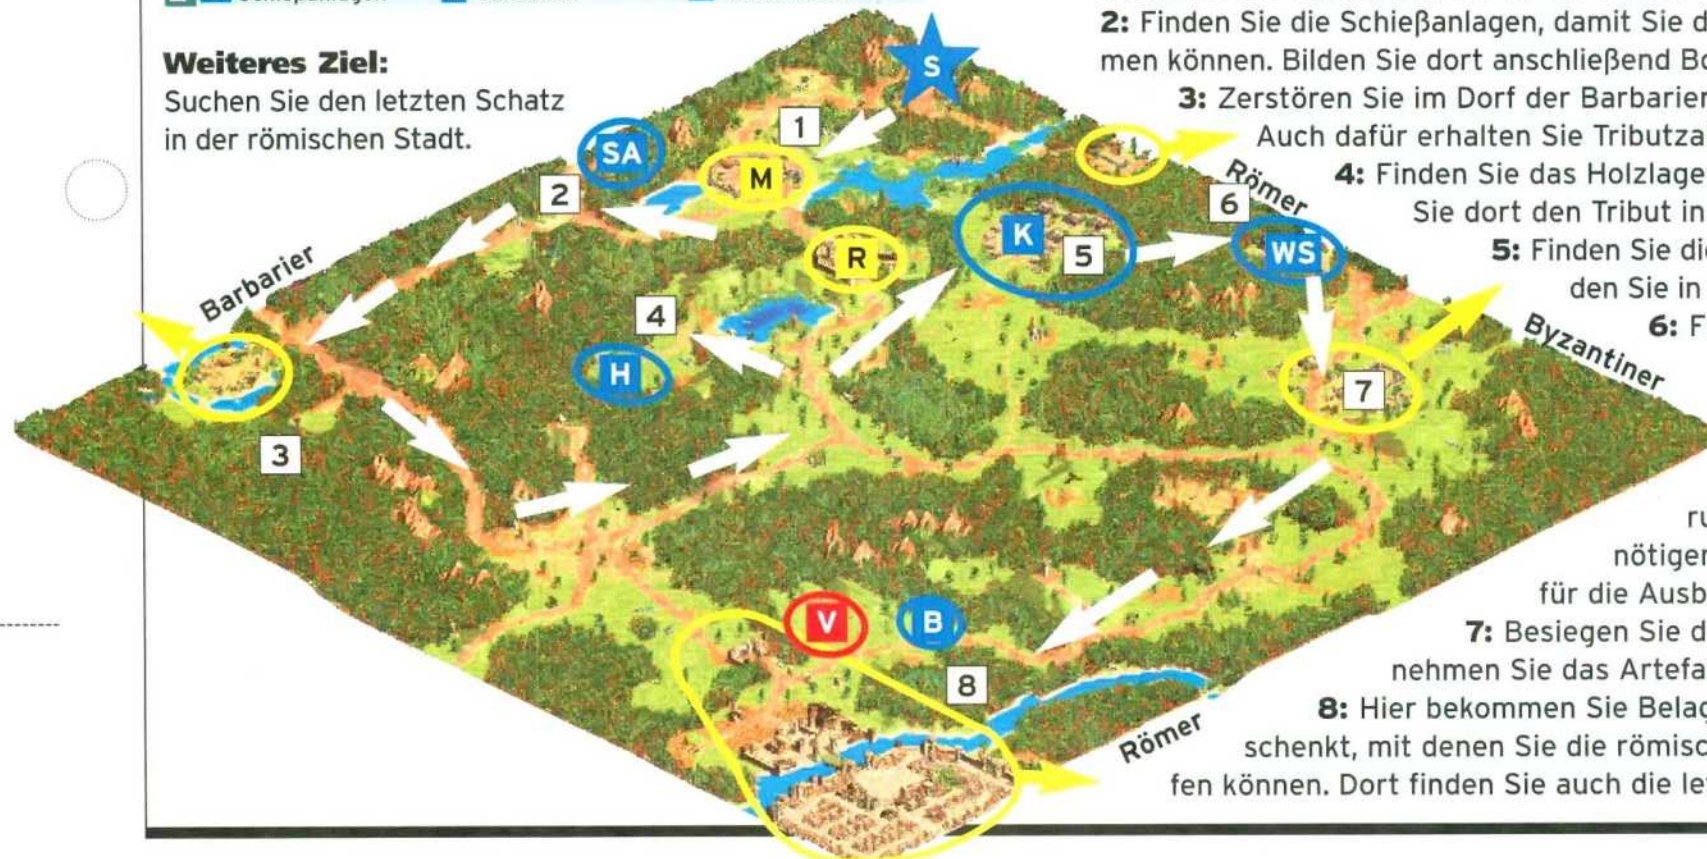 Weiteres Ziel:
Suchen Sie den letzten Schatz
in der römischen Stadt.
2: Finden Sie die Schießanlagen, damit Sie d
men können. Bilden Sie dort anschließend Bo
3: Zerstören Sie im Dorf der Barbarier
Auch dafür erhalten Sie Tributza
4: Finden Sie das Holzlage
Sie dort den Tribut in
5: Finden Sie di
den Sie in
6: F
ru
nötiger
für die Ausb
7: Besiegen Sie d
nehmen Sie das Artefa
8: Hier bekommen Sie Belag
schenkt, mit denen Sie die römisc
fen können. Dort finden Sie auch die le
S
1
SA
M
2
Römer
6
K
5
WS
R
Barbarier
4
H
Byzantiner
7
3
V
B
8
Römer